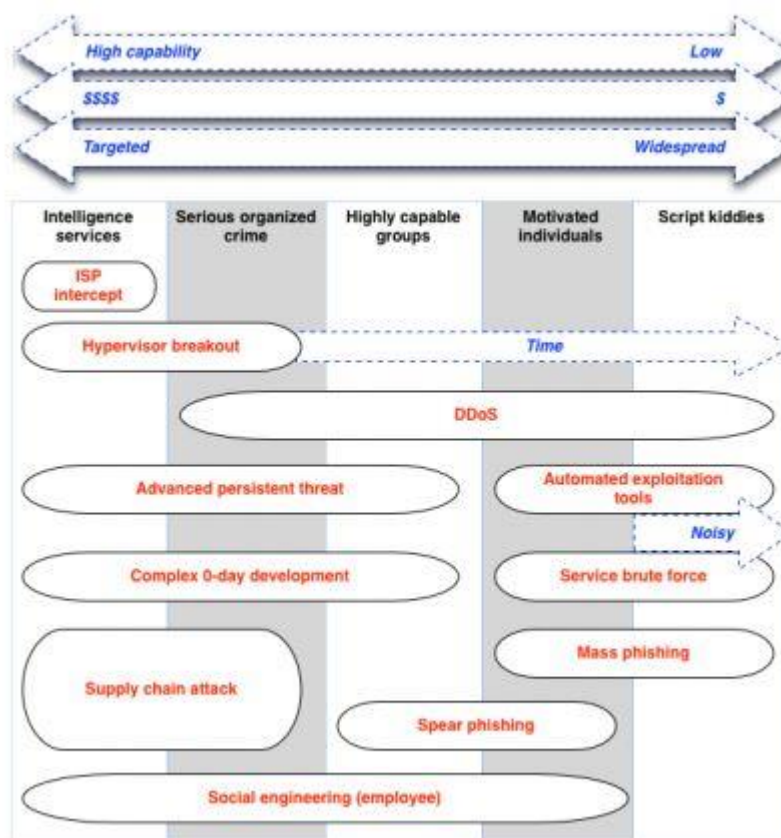 High capability Low
$$$$ $
Targeted Widespread
Intelligence services
Serious organized crime
Highly capable groups
Motivated individuals
Script kiddies
ISP
intercept
Hypervisor breakout
Time
DDoS
Advanced persistent threat
Automated exploitation
tools
Noisy
Complex 0-day development
Service brute force
Mass phishing
Supply chain attack
Spear phishing
Social engineering (employee)